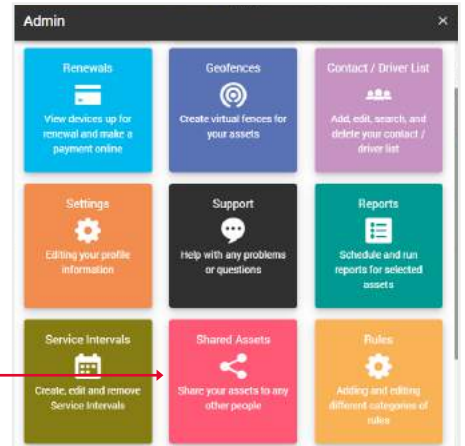 Admin
×
Renewals
View devices up for
renewal and make a
payment online
Geofences
Create virtual fences for
your assets
Contact / Driver List
Add, edit, search, and
delete your contact /
driver list
Settings
Editing your profile
information
Support
Help with any problems
or questions
Reports
Schedule and run
reports for selected
assets
Service Intervals
Create, edit and remove
Service Intervals
Shared Assets
Share your assets to any
other people
Rules
Adding and editing
different categories of
rules